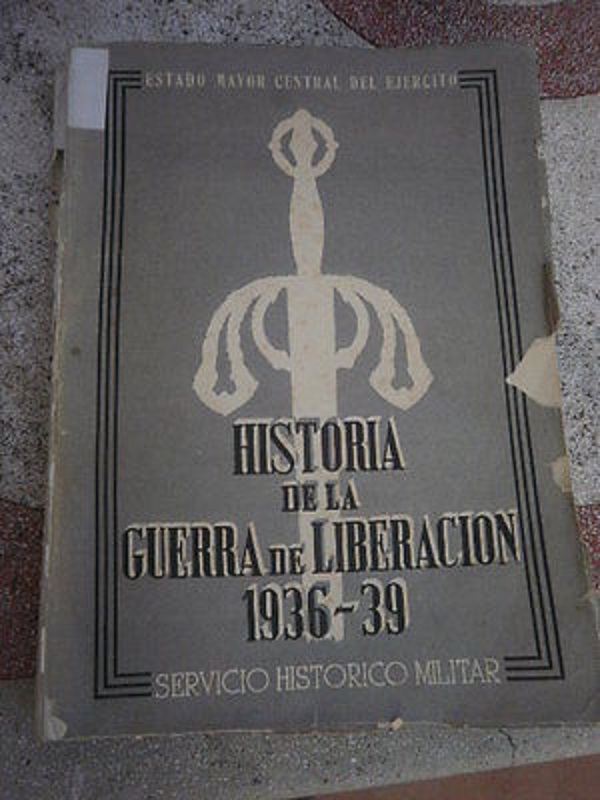 ESTADO MAYOR CENTRAL DEL EJERCITO
HISTORIA
DE LA
GUERRA DE LIBERACION
1936-39
SERVICIO HISTORICO MILITAR